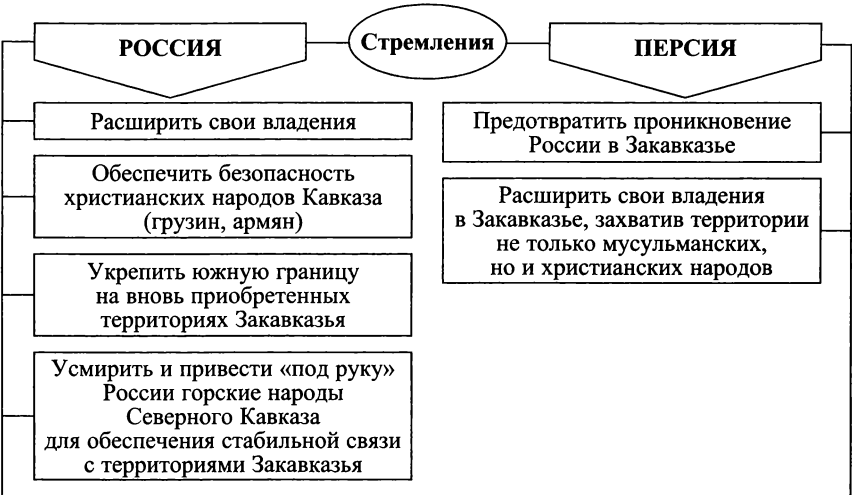 РОССИЯ
Стремления
ПЕРСИЯ
Расширить свои владения
Обеспечить безопасность
христианских народов Кавказа
(грузин, армян)
Укрепить южную границу
на вновь приобретенных
территориях Закавказья
Усмирить и привести «под руку»
России горские народы
Северного Кавказа
для обеспечения стабильной связи
с территориями Закавказья
Предотвратить проникновение
России в Закавказье
Расширить свои владения
в Закавказье, захватив территории
не только мусульманских,
но и христианских народов